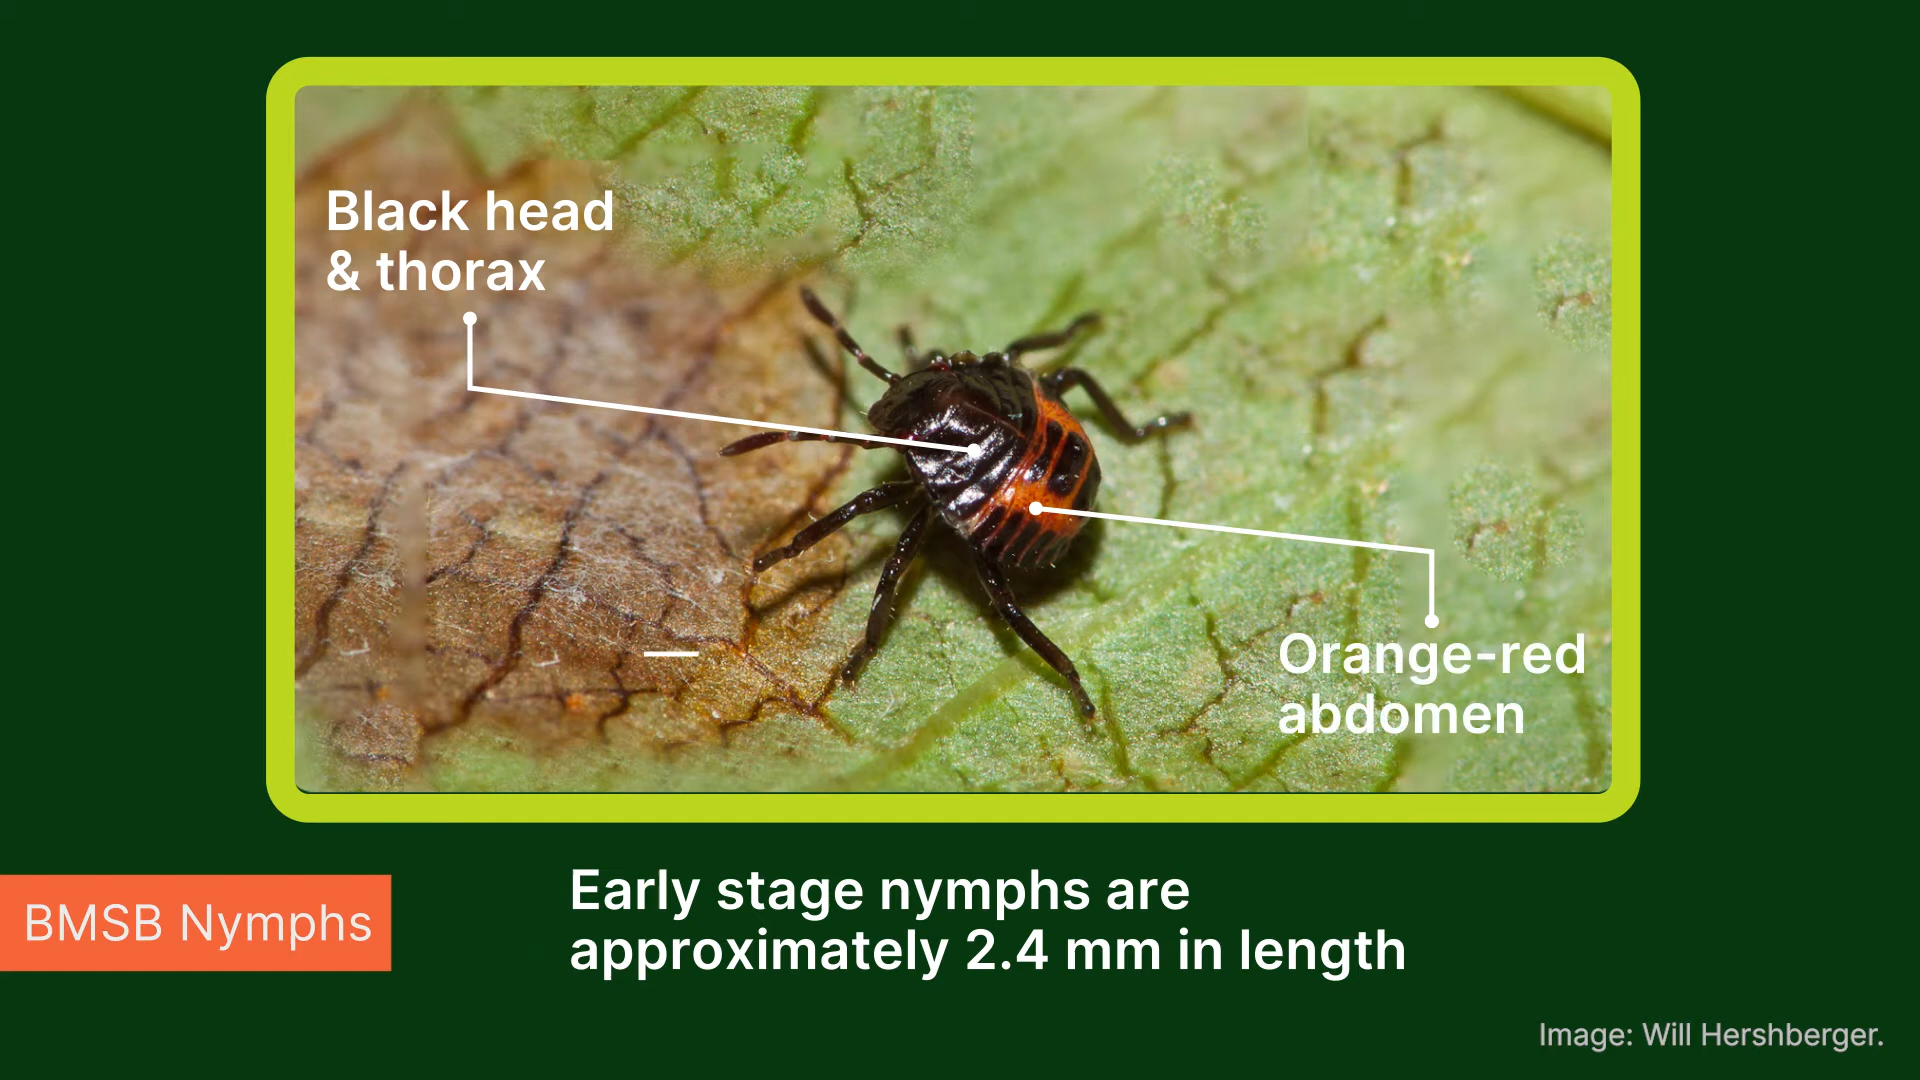 Black head
& thorax
Orange-red
abdomen
BMSB Nymphs
Early stage nymphs are
approximately 2.4 mm in length
Image: Will Hershberger.